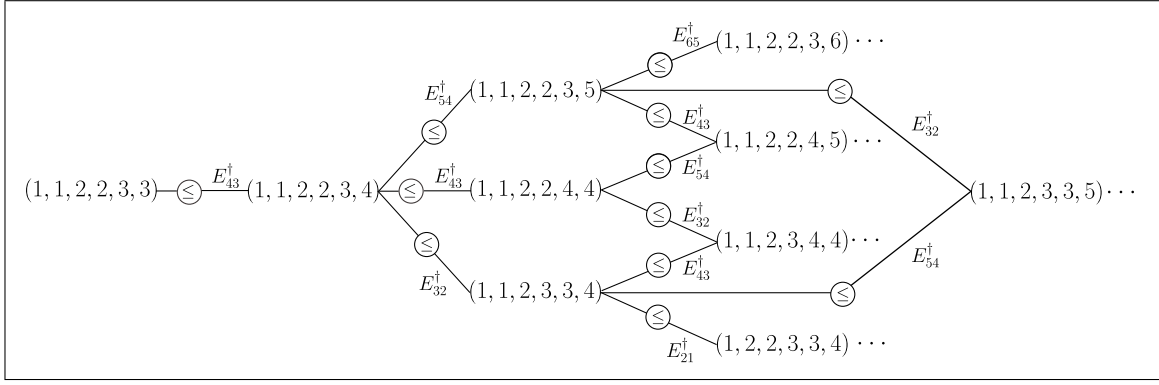 E†65 (1, 1, 2, 2, 3, 6) ···
≤
E†54 (1, 1, 2, 2, 3, 5) ≤
≤ ≤ E†43 E†32
(1, 1, 2, 2, 4, 5) ···
≤ E†54
(1, 1, 2, 2, 3, 3) ≤ E†43 (1, 1, 2, 2, 3, 4) ≤ E†43 (1, 1, 2, 2, 4, 4) (1, 1, 2, 3, 3, 5) ···
≤ E†32
≤ (1, 1, 2, 3, 4, 4) ···
≤ E†43 E†54
E†32 (1, 1, 2, 3, 3, 4) ≤
≤
E†21 (1, 2, 2, 3, 3, 4) ···